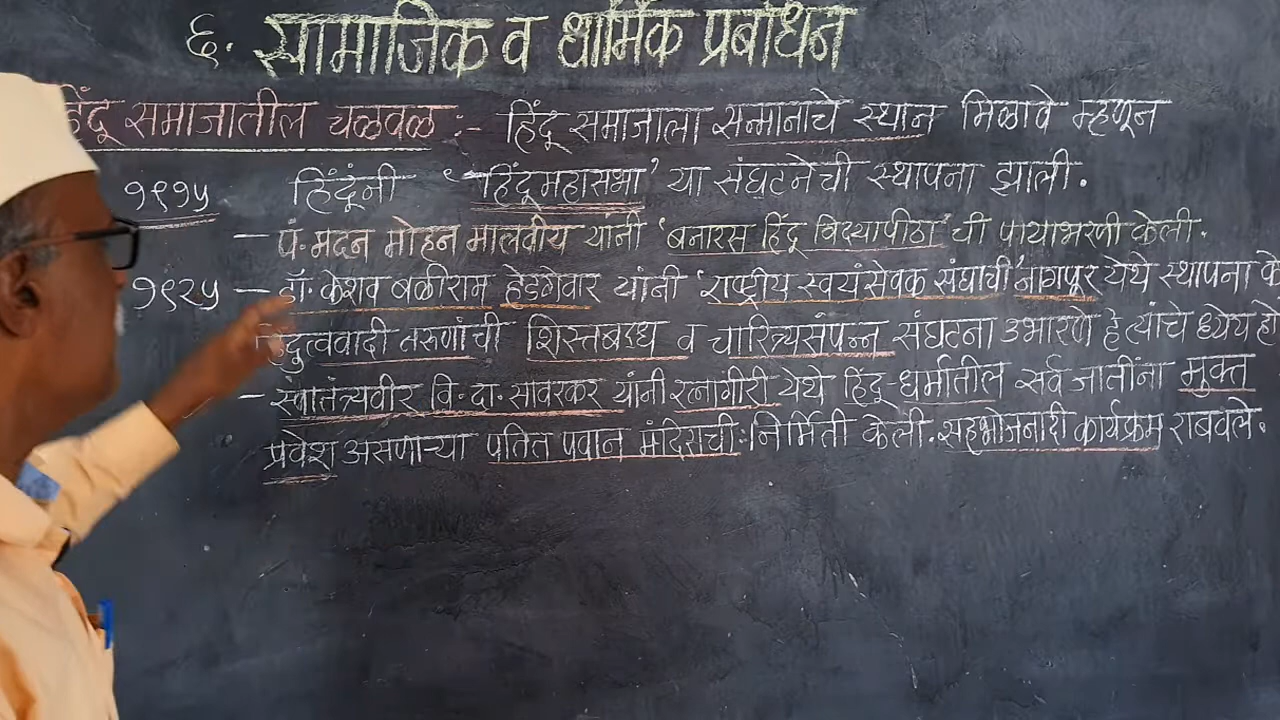 ६. सामाजिक व धार्मिक प्रबोधन
हिंदू समाजातील चळवळ :- हिंदू समाजाला सन्मानाचे स्थान मिळावे म्हणून
१९१५ हिंदूंनी ' हिंदूमहासभा' या संघटनेची स्थापना झाली.
– पं. मदन मोहन मालवीय यांनी 'बनारस हिंदू विद्यापीठा' ची पायाभरणी केली.
१९२५ – डॉ. केशव बळीराम हेडगेवार यांनी 'राष्ट्रीय स्वयंसेवक संघाची' नागपूर येथे स्थापना के
हिंदुत्ववादी तरुणांची शिस्तबध्ध व चारित्र्यसंपन्न संघटना उभारणे हे त्यांचे ध्येय हो
– स्वातंत्र्यवीर वि. दा. सावरकर यांनी रत्नागीरी येथे हिंदू-धर्मातील सर्व जातींना मुक्त
प्रवेश असणाऱ्या पतित पवान मंदिराची: निर्मिती केली. सहभोजनादी कार्यक्रम राबवले.